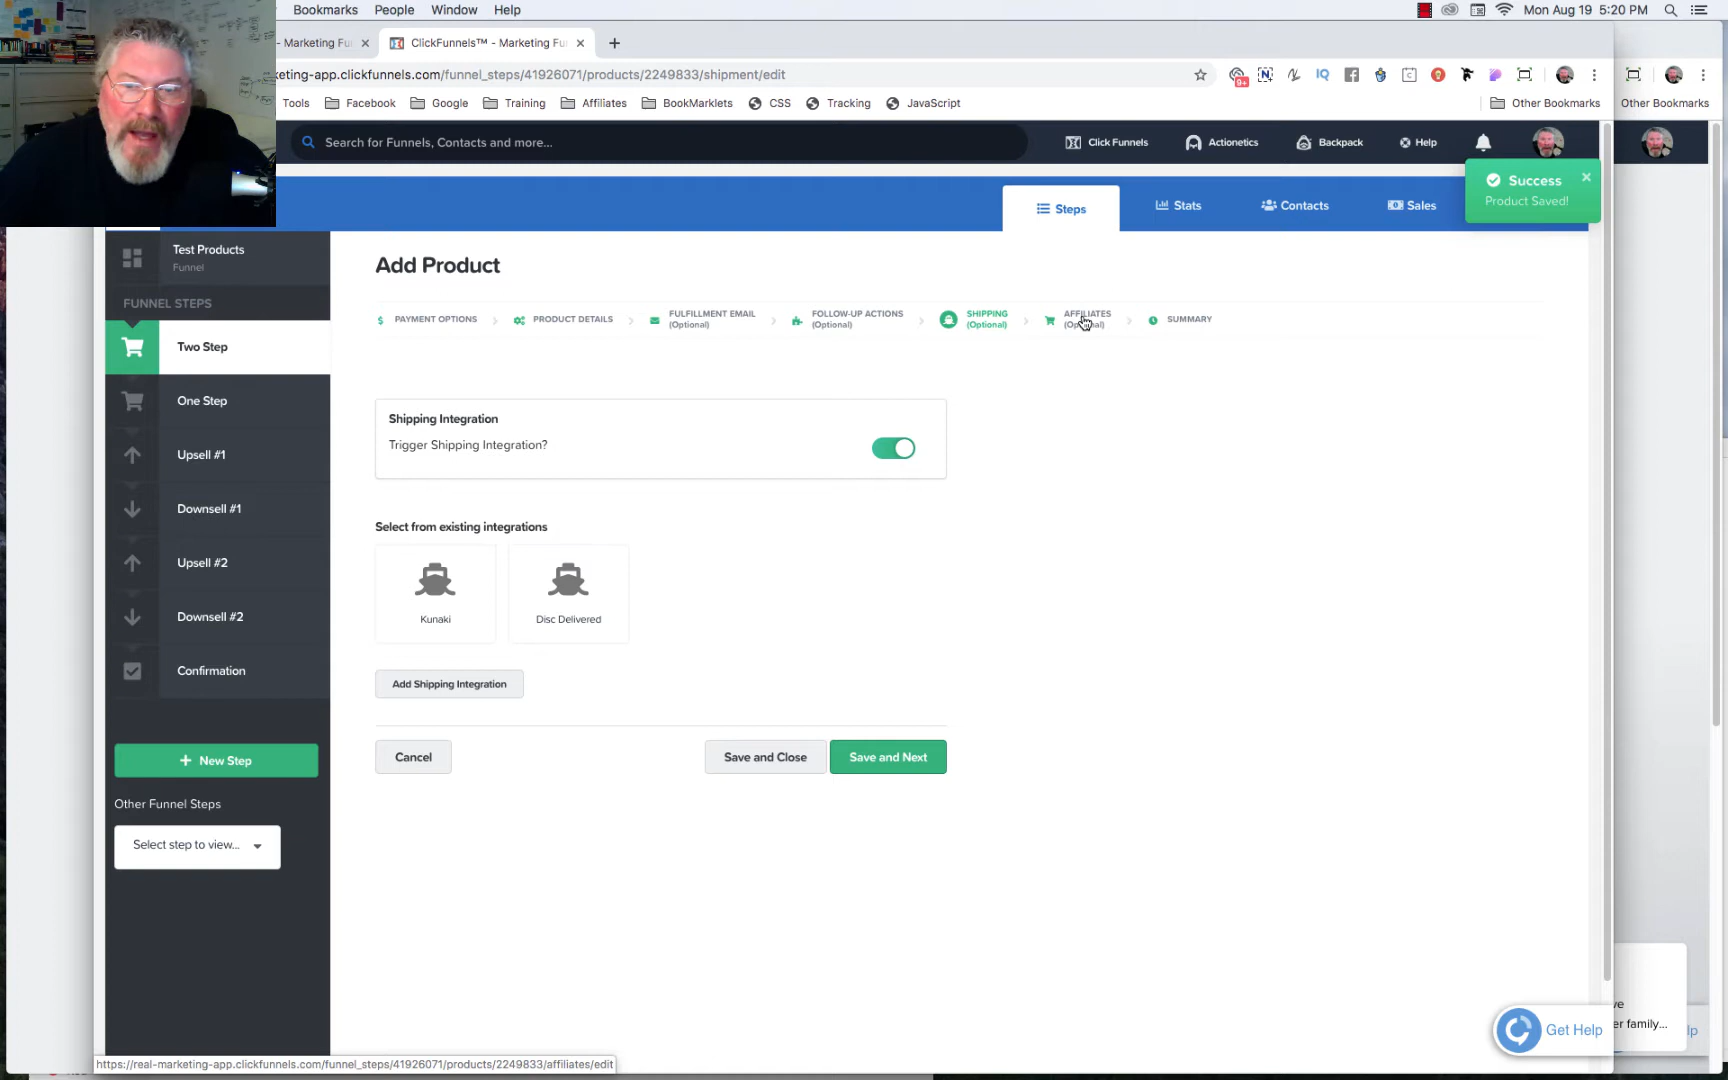 Bookmarks People Window Help Mon Aug 19 5:20 PM
- Marketing Fu ClickFunnels™ - Marketing Fu
keting-app.clickfunnels.com/funnel_steps/41926071/products/2249833/shipment/edit
Tools Facebook Google Training Affiliates BookMarklets CSS Tracking JavaScript Other Bookmarks Other Bookmarks
Search for Funnels, Contacts and more... Click Funnels Actionetics Backpack Help
Steps Stats Contacts Sales
Success
Product Saved!
Test Products
Funnel
FUNNEL STEPS
Two Step
One Step
Upsell #1
Downsell #1
Upsell #2
Downsell #2
Confirmation
+ New Step
Other Funnel Steps
Select step to view...
Add Product
$ PAYMENT OPTIONS
PRODUCT DETAILS
FULFILLMENT EMAIL
(Optional)
FOLLOW-UP ACTIONS
(Optional)
SHIPPING
(Optional)
AFFILIATES
SUMMARY
Shipping Integration
Trigger Shipping Integration?
Select from existing integrations
Kunaki Disc Delivered
Add Shipping Integration
Cancel Save and Close Save and Next
Get Help
er family...
https://real-marketing-app.clickfunnels.com/funnel_steps/41926071/products/2249833/affiliates/edit